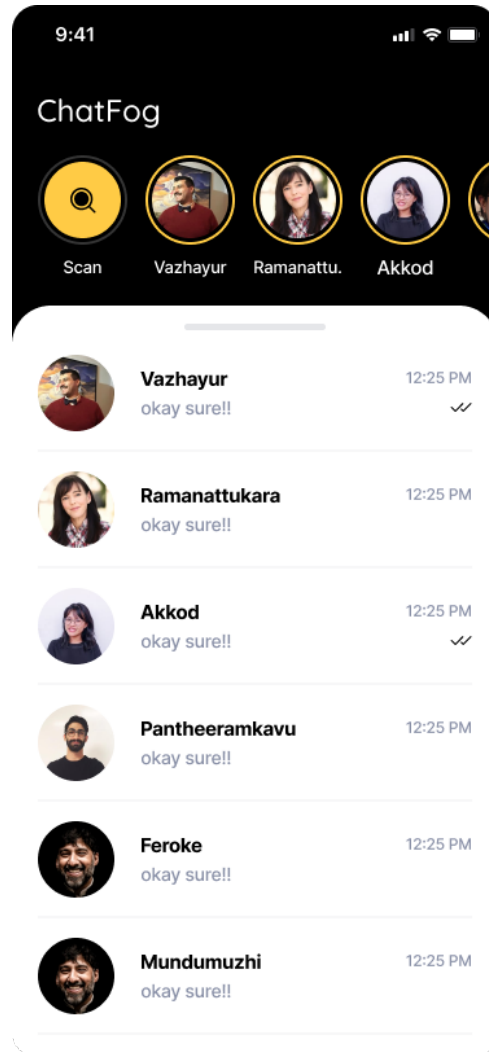 9:41
ChatFog
Scan
Vazhayur
Ramanattu.
Akkod
Vazhayur
12:25 PM
okay sure!!
Ramanattukara
12:25 PM
okay sure!!
Akkod
12:25 PM
okay sure!!
Pantheeramkavu
12:25 PM
okay sure!!
Feroke
12:25 PM
okay sure!!
Mundumuzhi
12:25 PM
okay sure!!